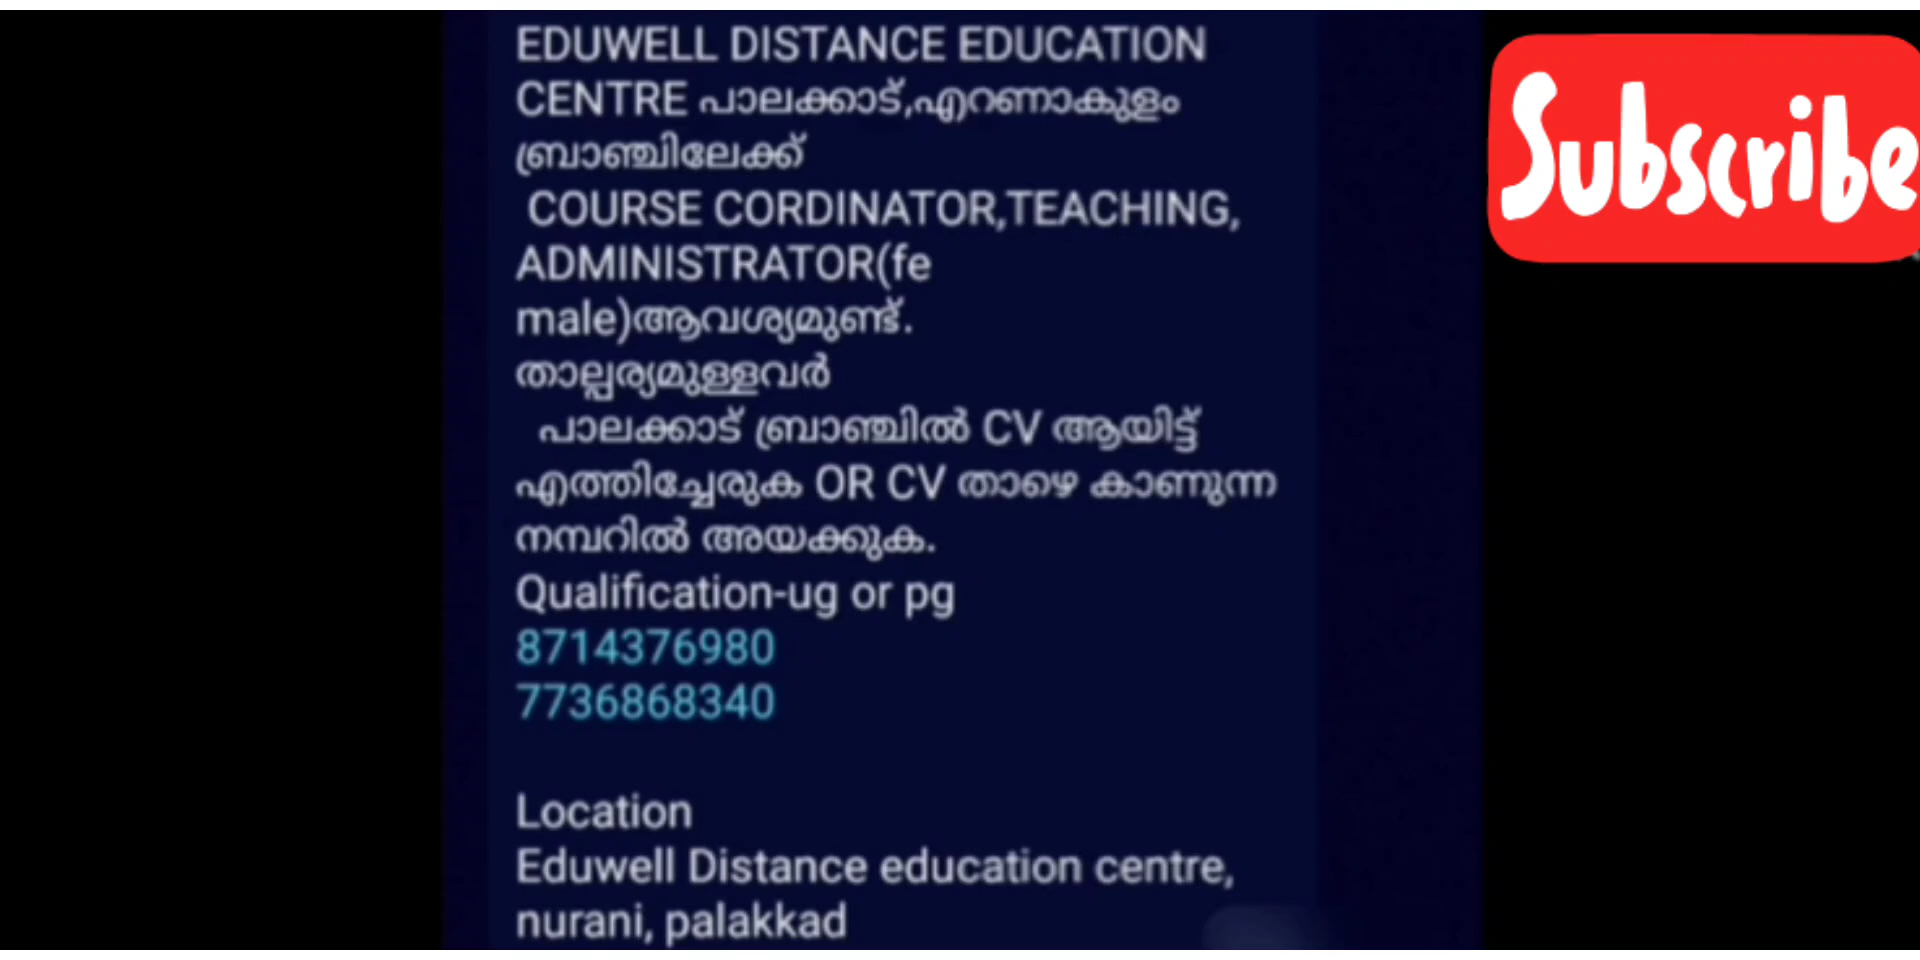 EDUWELL DISTANCE EDUCATION
CENTRE പാലക്കാട്,എറണാകുളം
ബ്രാഞ്ചിലേക്ക്
COURSE CORDINATOR,TEACHING,
ADMINISTRATOR(fe
male)ആവശ്യമുണ്ട്.
താല്പര്യമുള്ളവർ
പാലക്കാട് ബ്രാഞ്ചിൽ CV ആയിട്ട്
എത്തിച്ചേരുക OR CV താഴെ കാണുന്ന
നമ്പറിൽ അയക്കുക.
Qualification-ug or pg
8714376980
7736868340
Location
Eduwell Distance education centre,
nurani, palakkad
Subscribe